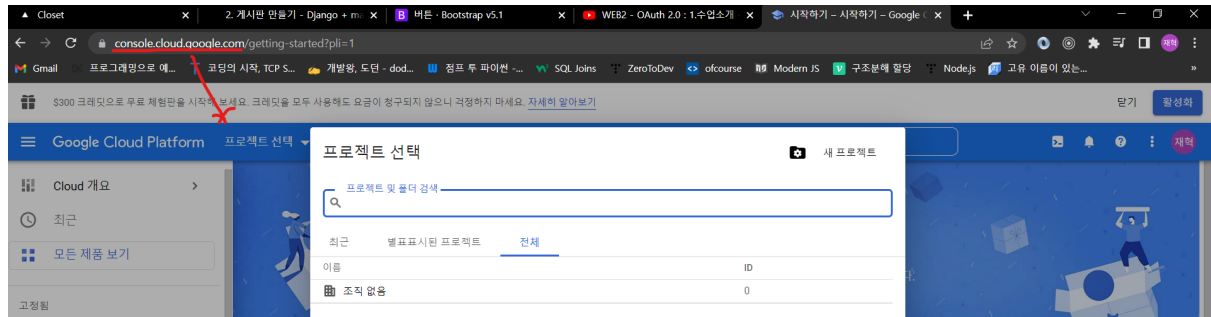 Closet
2. 게시판 만들기 - Django + ma
B 버튼 · Bootstrap v5.1
WEB2 - OAuth 2.0 : 1.수업소개
시작하기 – 시작하기 – Google C
console.cloud.google.com/getting-started?pli=1
재혁
Gmail
프로그래밍으로 예...
코딩의 시작, TCP S...
개발왕, 도던 - dod...
점프 투 파이썬 -...
SQL Joins
ZeroToDev
ofcourse
Modern JS
구조분해 할당
Node.js
고유 이름이 있는...
$300 크레딧으로 무료 체험판을 시작해 보세요. 크레딧을 모두 사용해도 요금이 청구되지 않으니 걱정하지 마세요. 자세히 알아보기
닫기
활성화
Google Cloud Platform
프로젝트 선택
재혁
Cloud 개요
최근
모든 제품 보기
고정됨
프로젝트 선택
새 프로젝트
프로젝트 및 폴더 검색
최근
별표표시된 프로젝트
전체
이름
ID
조직 없음
0
다.